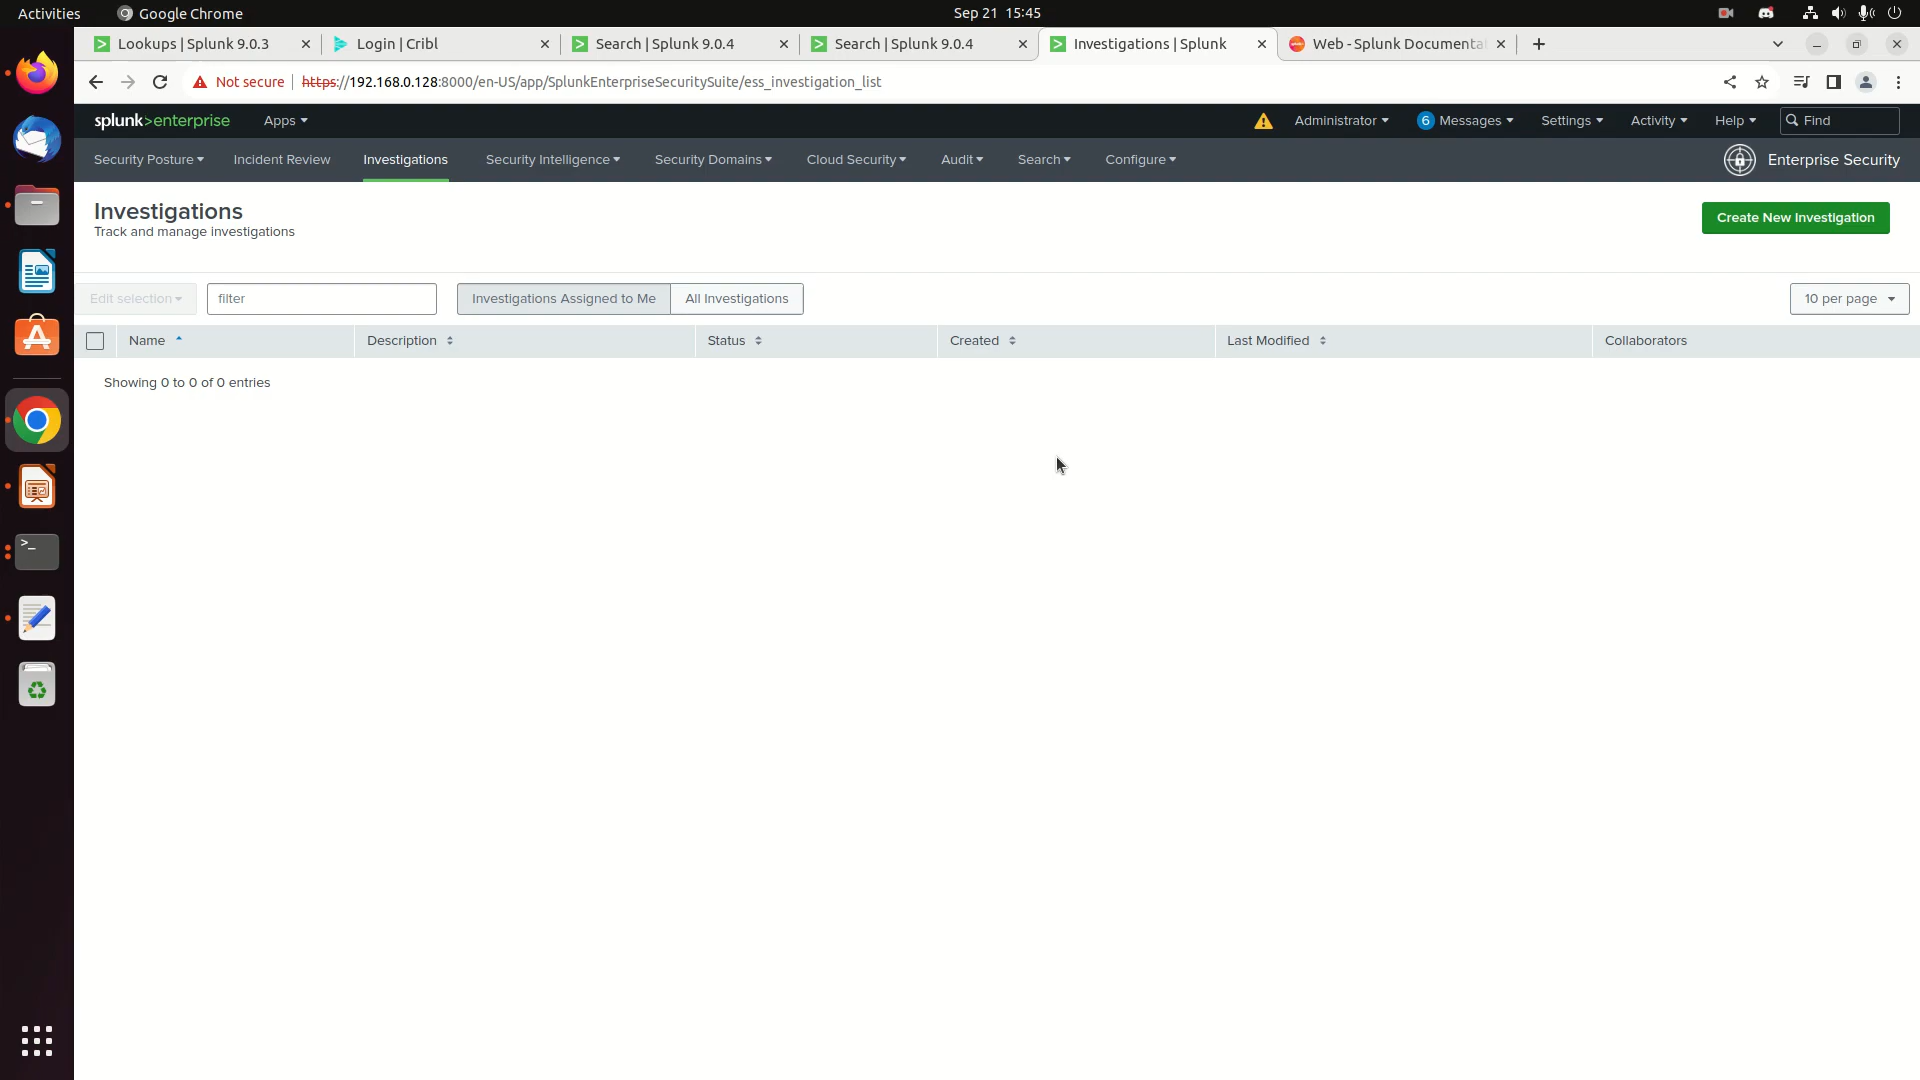 Activities Google Chrome Sep 21 15:45
Lookups | Splunk 9.0.3 Login | Cribl Search | Splunk 9.0.4 Search | Splunk 9.0.4 Investigations | Splunk Web - Splunk Documenta
Not secure https://192.168.0.128:8000/en-US/app/SplunkEnterpriseSecuritySuite/ess_investigation_list
splunk>enterprise Apps Administrator 6 Messages Settings Activity Help Find
Security Posture Incident Review Investigations Security Intelligence Security Domains Cloud Security Audit Search Configure Enterprise Security
Investigations
Track and manage investigations
Create New Investigation
Edit selection filter Investigations Assigned to Me All Investigations 10 per page
Name Description Status Created Last Modified Collaborators
Showing 0 to 0 of 0 entries